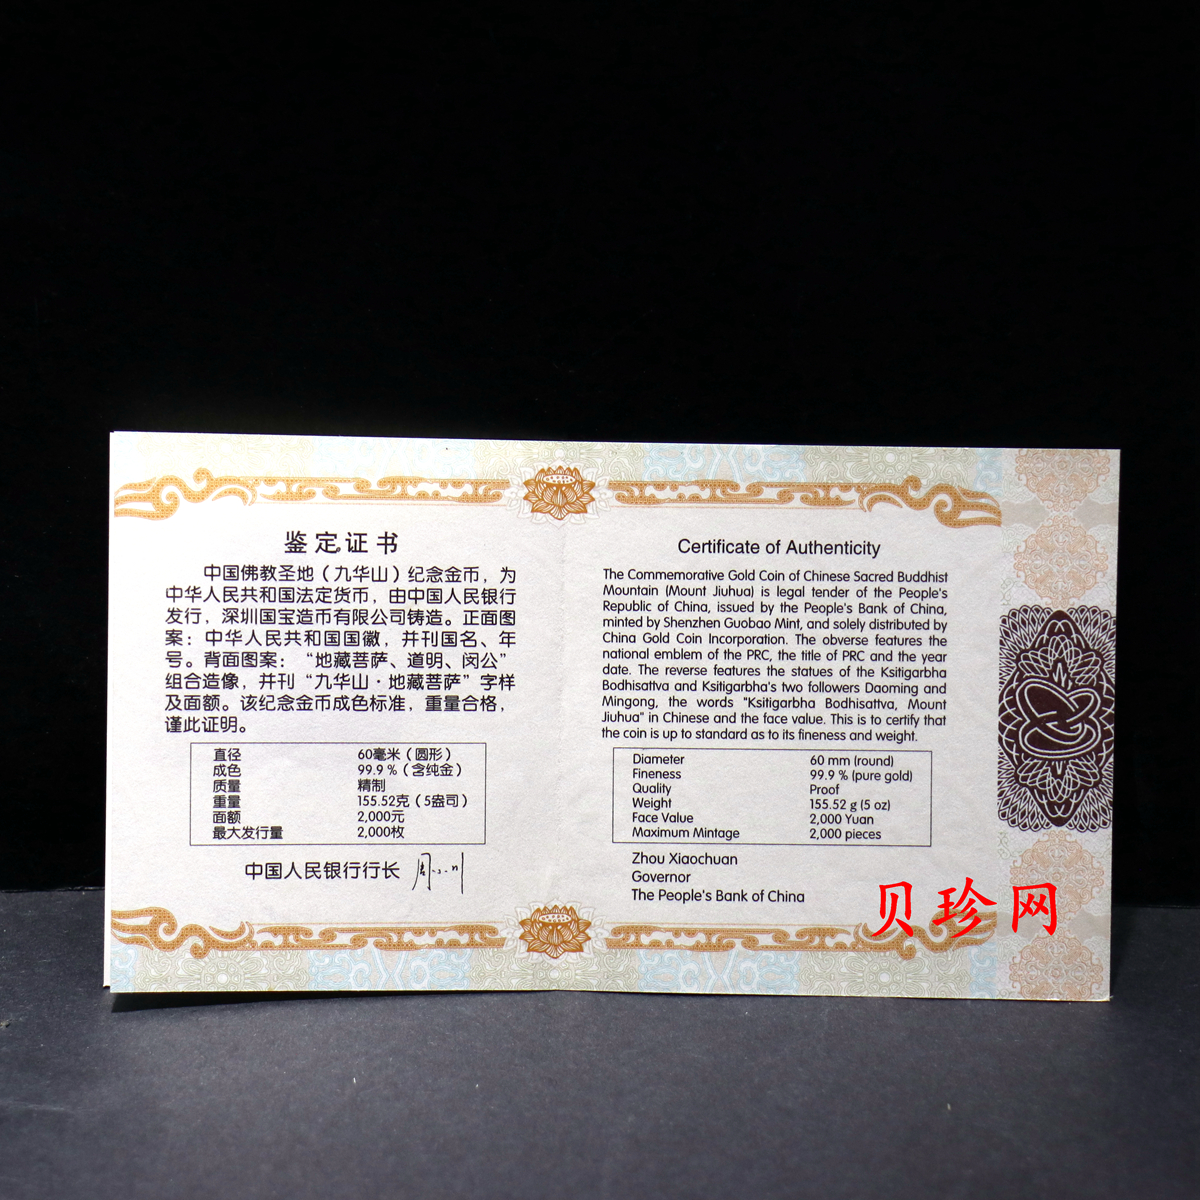 鉴定证书
中国佛教圣地（九华山）纪念金币，为
中华人民共和国法定货币，由中国人民银行
发行，深圳国宝造币有限公司铸造。正面图
案：中华人民共和国国徽，并刊国名、年
号。背面图案：“地藏菩萨、道明、闵公”
组合造像，并刊“九华山·地藏菩萨”字样
及面额。该纪念金币成色标准，重量合格，
谨此证明。
直径 60毫米（圆形）
成色 99.9％（含纯金）
质量 精制
重量 155.52克（5盎司）
面额 2,000元
最大发行量 2,000枚
中国人民银行行长 周小川
Certificate of Authenticity
The Commemorative Gold Coin of Chinese Sacred Buddhist
Mountain (Mount Jiuhua) is legal tender of the People's
Republic of China, issued by the People's Bank of China,
minted by Shenzhen Guobao Mint, and solely distributed by
China Gold Coin Incorporation. The obverse features the
national emblem of the PRC, the title of PRC and the year
date. The reverse features the statues of the Ksitigarbha
Bodhisattva and Ksitigarbha's two followers Daoming and
Mingong, the words "Ksitigarbha Bodhisattva, Mount
Jiuhua" in Chinese and the face value. This is to certify that
the coin is up to standard as to its fineness and weight.
Diameter 60 mm (round)
Fineness 99.9 % (pure gold)
Quality Proof
Weight 155.52 g (5 oz)
Face Value 2,000 Yuan
Maximum Mintage 2,000 pieces
Zhou Xiaochuan
Governor
The People's Bank of China
贝珍网